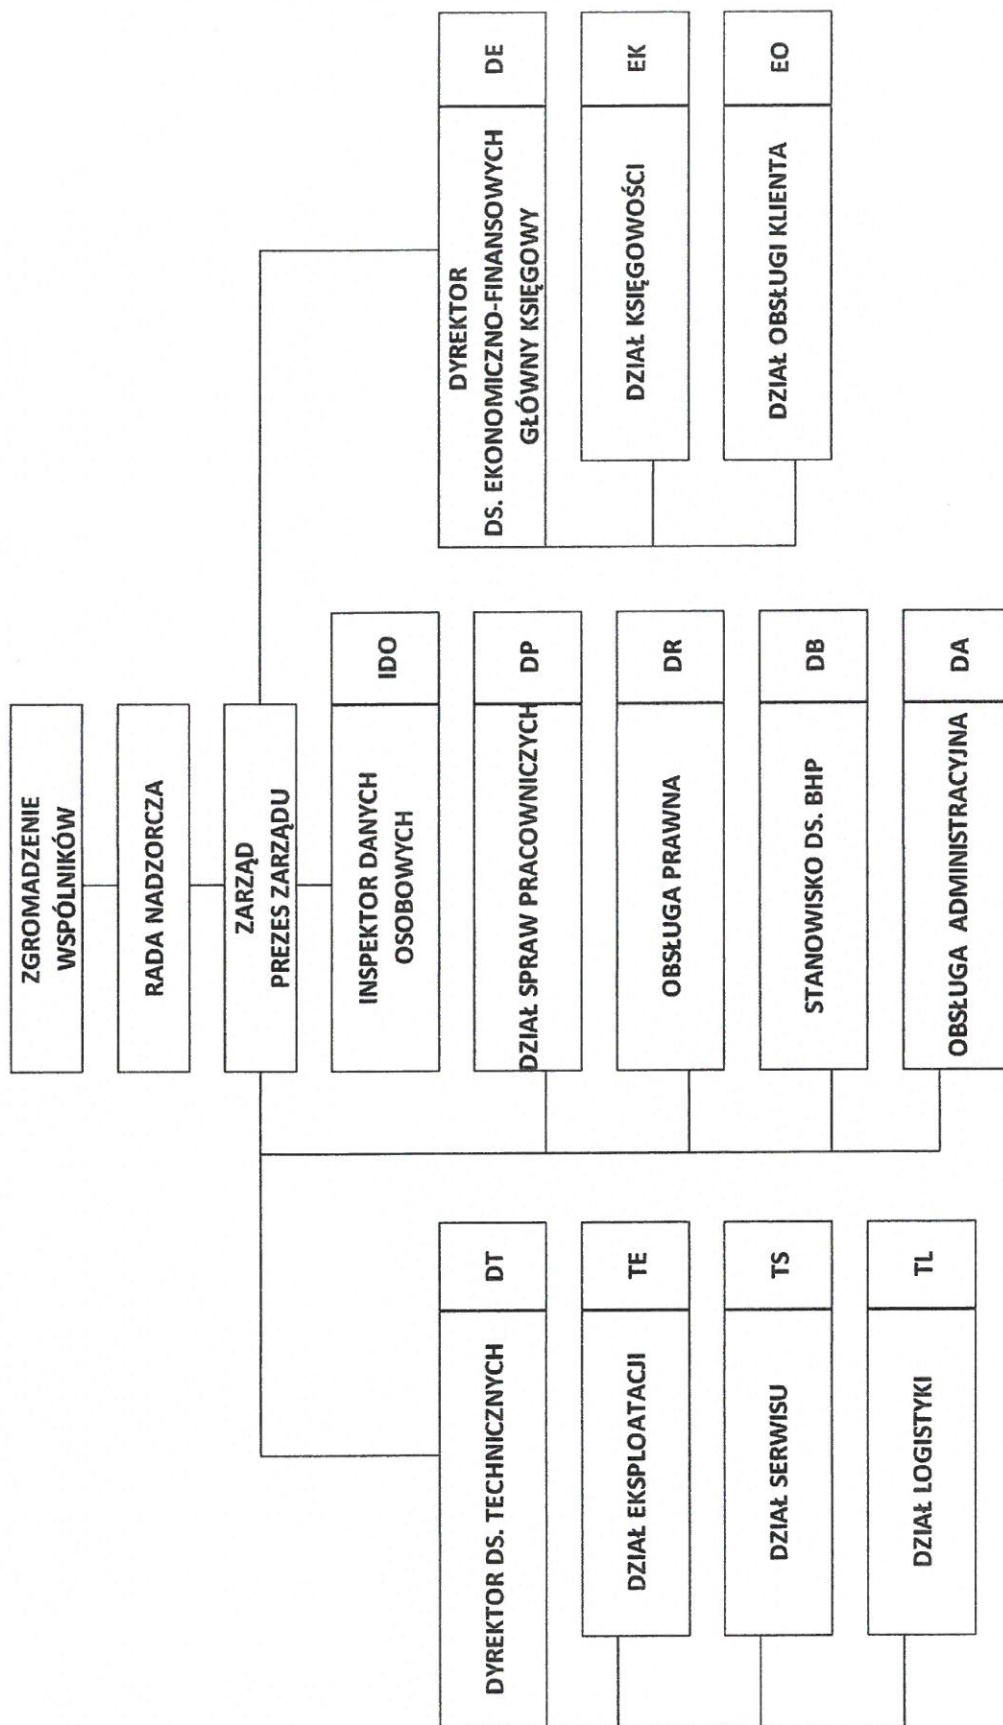 ZGROMADZENIE
WSPÓLNIKÓW
RADA NADZORCZA
ZARZĄD
PREZES ZARZĄDU
INSPEKTOR DANYCH
OSOBOWYCH
IDO
DZIAŁ SPRAW PRACOWNICZYCH
DP
OBSŁUGA PRAWNA
DR
STANOWISKO DS. BHP
DB
OBSŁUGA ADMINISTRACYJNA
DA
DYREKTOR DS. TECHNICZNYCH
DT
DZIAŁ EKSPLOATACJI
TE
DZIAŁ SERWISU
TS
DZIAŁ LOGISTYKI
TL
DYREKTOR
DS. EKONOMICZNO-FINANSOWYCH
GŁÓWNY KSIĘGOWY
DE
DZIAŁ KSIĘGOWOŚCI
EK
DZIAŁ OBSŁUGI KLIENTA
EO